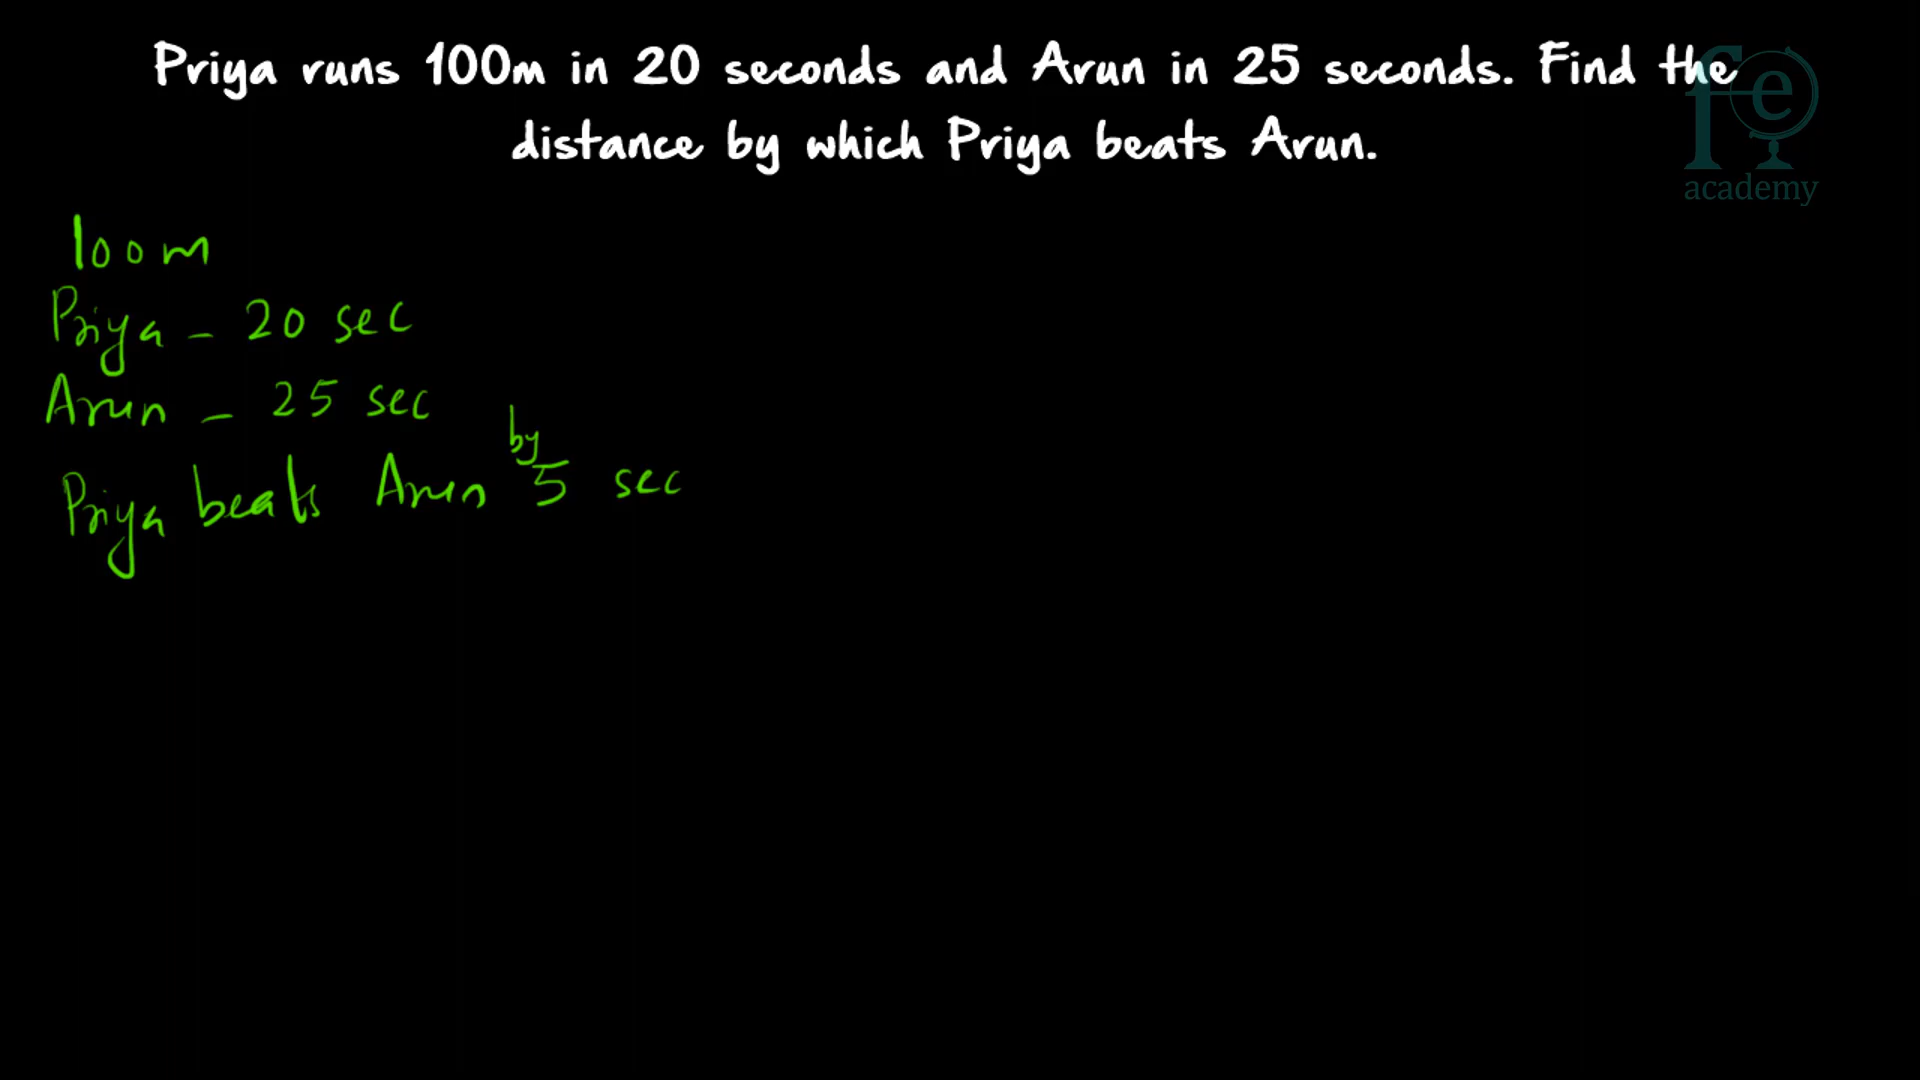 Priya runs 100m in 20 seconds and Arun in 25 seconds. Find the
distance by which Priya beats Arun.
fe
academy
100m
Priya - 20 sec
Arun - 25 sec
Priya beats Arun by 5 sec